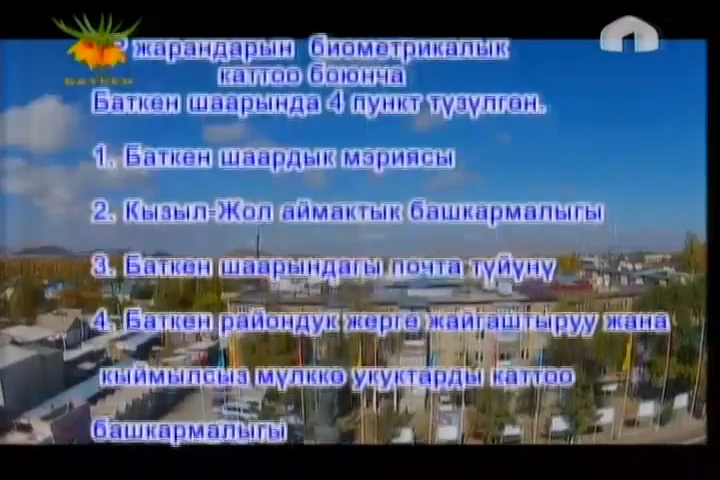 жарандарын биометрикалык
каттоо боюнча
Баткен шаарында 4 пункт түзүлгөн.
1. Баткен шаардык мэриясы
2. Кызыл-Жол аймактык башкармалыгы
3. Баткен шаарындагы почта түйүнү
4. Баткен райондук жерге жайгаштыруу жана
кыймылсыз мүлккө укуктарды каттоо
башкармалыгы
БАТКЕН